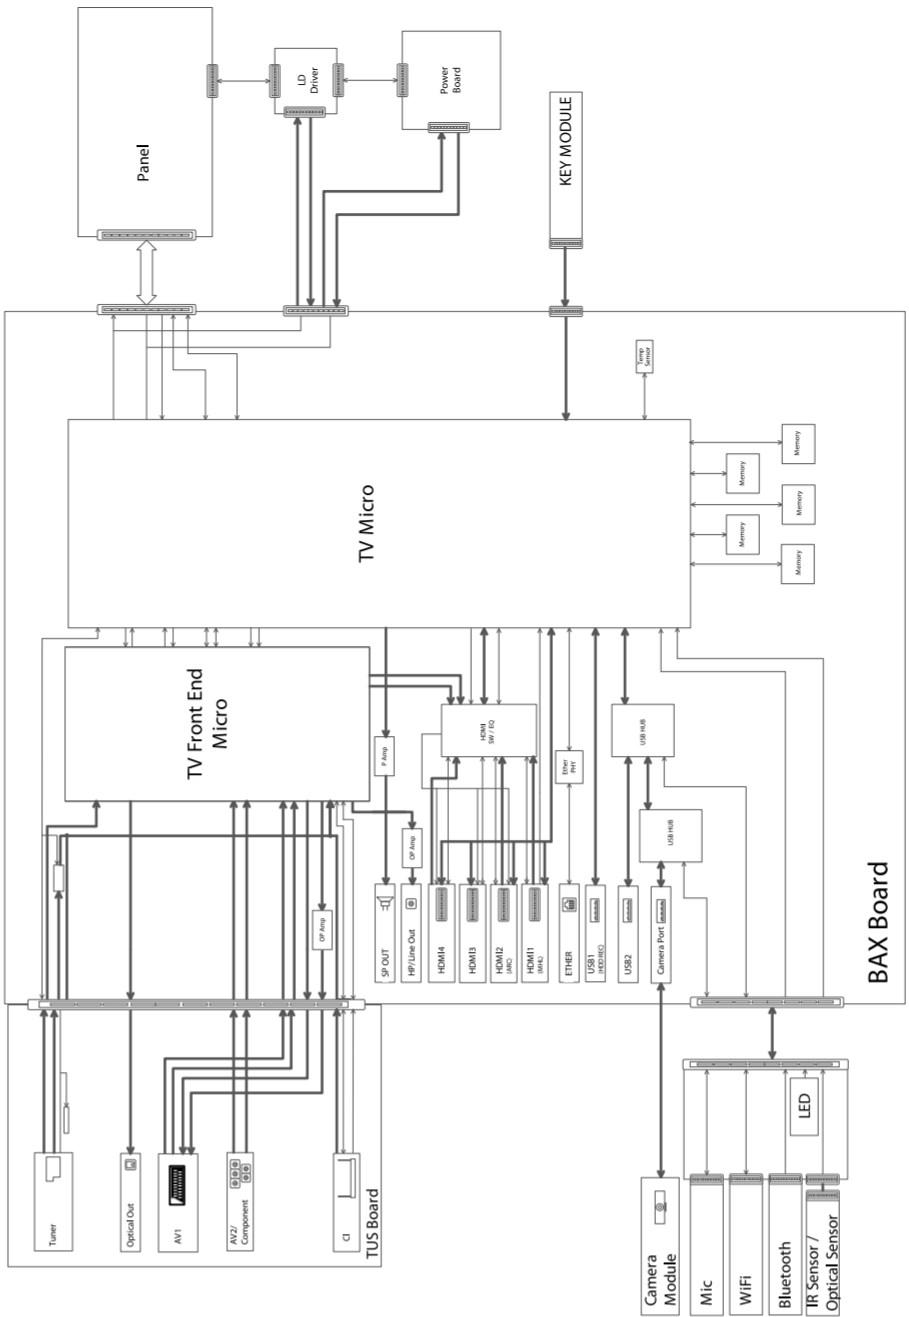 Panel
LD
Driver
Power
Board
KEY MODULE
Temp
Sensor
TV Micro
Memory
Memory
Memory
Memory
Memory
TV Front End
Micro
P Amp
HDMI
SW / EQ
Ether
PHY
USB HUB
USB HUB
OP Amp
OP Amp
SP OUT
HP/Line Out
HDMI4
HDMI3
HDMI2
(ARC)
HDMI1
(MHL)
ETHER
USB1
(HDD REC)
USB2
Camera Port
BAX Board
Tuner
Optical Out
AV1
AV2/
Component
CI
TUS Board
LED
Camera
Module
Mic
WiFi
Bluetooth
IR Sensor /
Optical Sensor